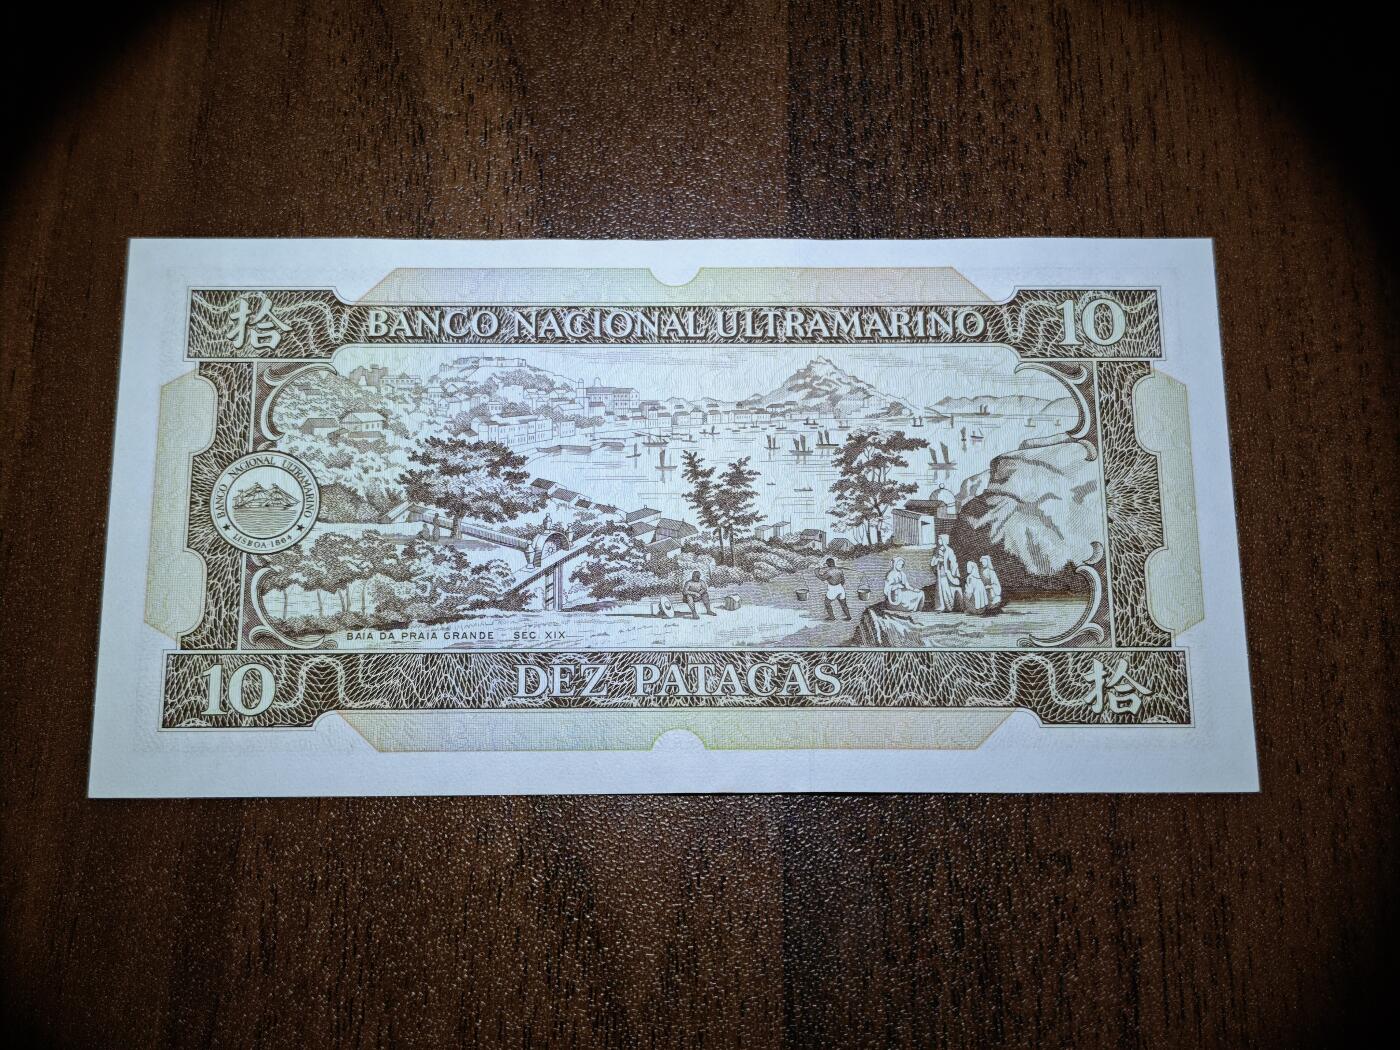 拾 BANCO NACIONAL ULTRAMARINO 10
BANCO NACIONAL ULTRAMARINO
LISBOA 1864
BAÍA DA PRAIA GRANDE - SEC XIX
10 DEZ PATACAS 拾